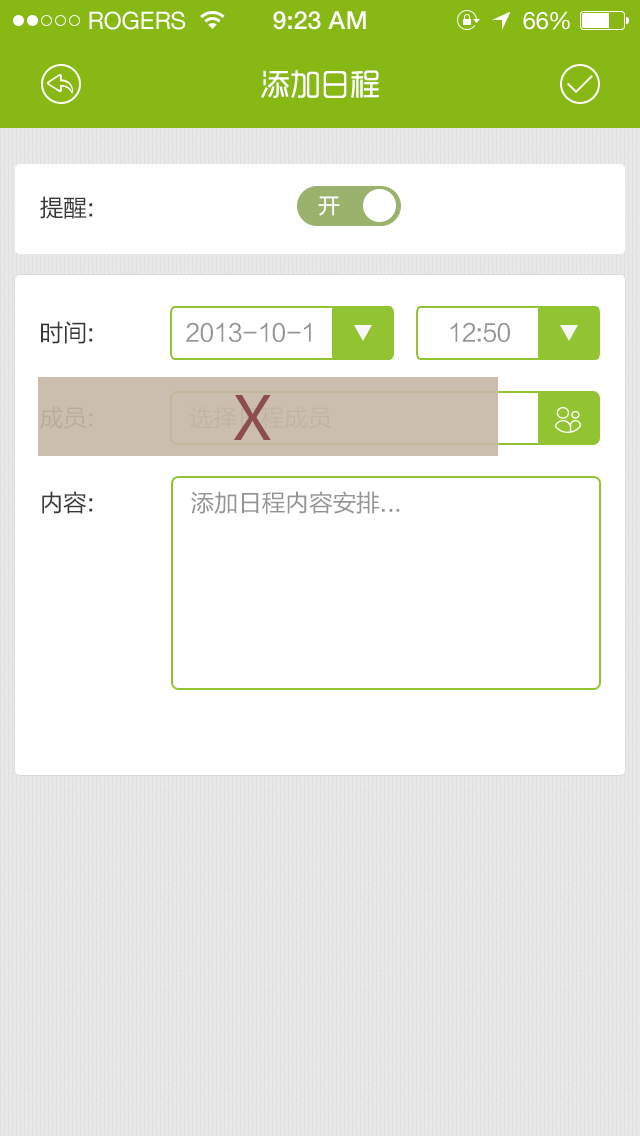 ROGERS 9:23 AM 66%
添加日程
提醒: 开
时间: 2013-10-1 12:50
成员: 选择日程成员
X
内容: 添加日程内容安排...